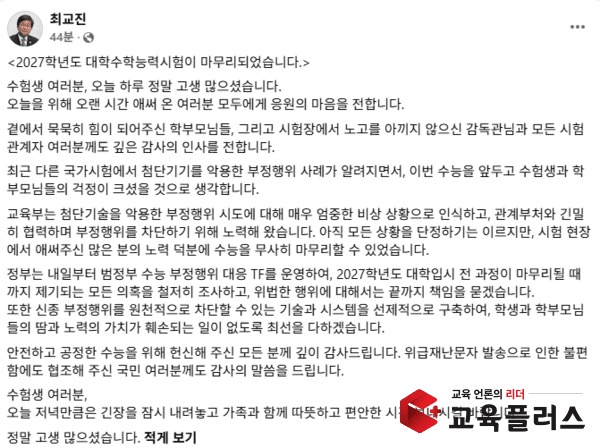 최교진
44분 ·
<2027학년도 대학수학능력시험이 마무리되었습니다.>
수험생 여러분, 오늘 하루 정말 고생 많으셨습니다.
오늘을 위해 오랜 시간 애써 온 여러분 모두에게 응원의 마음을 전합니다.
곁에서 묵묵히 힘이 되어주신 학부모님들, 그리고 시험장에서 노고를 아끼지 않으신 감독관님과 모든 시험
관계자 여러분께도 깊은 감사의 인사를 전합니다.
최근 다른 국가시험에서 첨단기기를 악용한 부정행위 사례가 알려지면서, 이번 수능을 앞두고 수험생과 학
부모님들의 걱정이 크셨을 것으로 생각합니다.
교육부는 첨단기술을 악용한 부정행위 시도에 대해 매우 엄중한 비상 상황으로 인식하고, 관계부처와 긴밀
히 협력하며 부정행위를 차단하기 위해 노력해 왔습니다. 아직 모든 상황을 단정하기는 이르지만, 시험 현장
에서 애써주신 많은 분의 노력 덕분에 수능을 무사히 마무리할 수 있었습니다.
정부는 내일부터 범정부 수능 부정행위 대응 TF를 운영하여, 2027학년도 대학입시 전 과정이 마무리될 때
까지 제기되는 모든 의혹을 철저히 조사하고, 위법한 행위에 대해서는 끝까지 책임을 묻겠습니다.
또한 신종 부정행위를 원천적으로 차단할 수 있는 기술과 시스템을 선제적으로 구축하여, 학생과 학부모님
들의 땀과 노력의 가치가 훼손되는 일이 없도록 최선을 다하겠습니다.
안전하고 공정한 수능을 위해 헌신해 주신 모든 분께 깊이 감사드립니다. 위급재난문자 발송으로 인한 불편
함에도 협조해 주신 국민 여러분께도 감사의 말씀을 드립니다.
수험생 여러분,
오늘 저녁만큼은 긴장을 잠시 내려놓고 가족과 함께 따뜻하고 편안한
정말 고생 많으셨습니다. 적게 보기
교육 언론의 리더
교육플러스